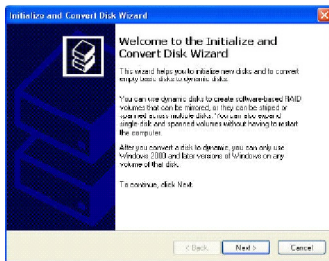 Initialize and Convert Disk Wizard
Welcome to the Initialize and
Convert Disk Wizard
This wizard helps you to initialize new disks and to convert
empty basic disks to dynamic disks.
You can use dynamic disks to create software-based RAID
volumes that can be mirrored, or they can be striped or
spanned across multiple disks. You can also expand
single disk and spanned volumes without having to restart
the computer.
After you convert a disk to dynamic, you can only use
Windows 2000 and later versions of Windows on any
volume of that disk.
To continue, click Next.
< Back
Next >
Cancel